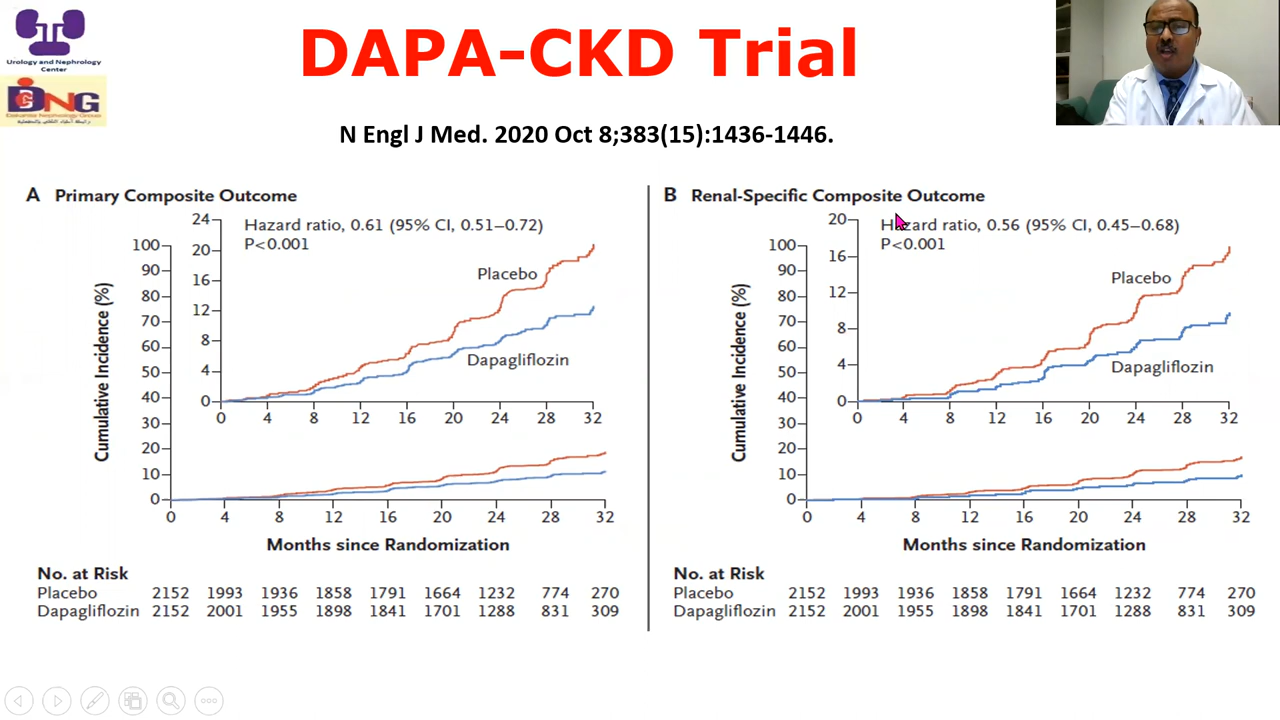 Urology and Nephrology
Center
DNG
Dakahlia Nephrology Group
DAPA-CKD Trial
N Engl J Med. 2020 Oct 8;383(15):1436-1446.
A Primary Composite Outcome
Hazard ratio, 0.61 (95% CI, 0.51–0.72)
P<0.001
Cumulative Incidence (%)
100
90
80
70
60
50
40
30
20
10
0
24
20
16
12
8
4
0
Placebo
Dapagliflozin
0 4 8 12 16 20 24 28 32
0 4 8 12 16 20 24 28 32
Months since Randomization
No. at Risk
Placebo 2152 1993 1936 1858 1791 1664 1232 774 270
Dapagliflozin 2152 2001 1955 1898 1841 1701 1288 831 309
B Renal-Specific Composite Outcome
Hazard ratio, 0.56 (95% CI, 0.45–0.68)
P<0.001
Cumulative Incidence (%)
100
90
80
70
60
50
40
30
20
10
0
20
16
12
8
4
0
Placebo
Dapagliflozin
0 4 8 12 16 20 24 28 32
0 4 8 12 16 20 24 28 32
Months since Randomization
No. at Risk
Placebo 2152 1993 1936 1858 1791 1664 1232 774 270
Dapagliflozin 2152 2001 1955 1898 1841 1701 1288 831 309